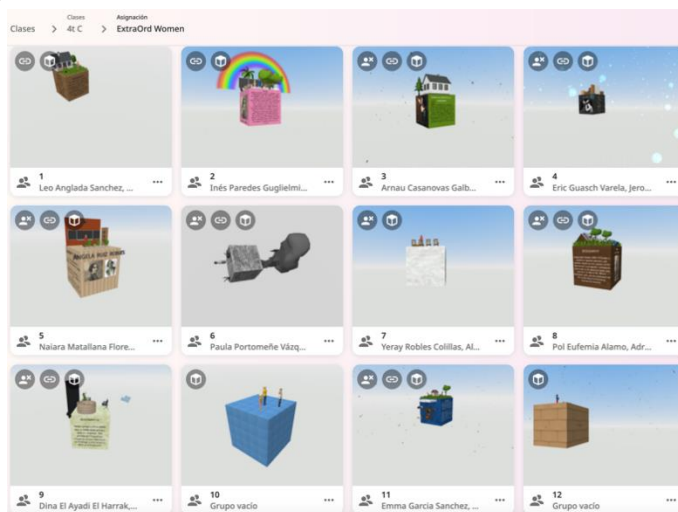 Clases
Asignación
Clases > 4t C > ExtraOrd Women
1
Leo Anglada Sanchez, ...
2
Inés Paredes Guglielmi...
3
Arnau Casanovas Galb...
4
Eric Guasch Varela, Jero...
ÁNGELA RUIZ ROBLES
5
Naiara Matallana Flore...
6
Paula Portomeñe Vázq...
7
Yeray Robles Colillas, Al...
8
Pol Eufemia Alamo, Adr...
9
Dina El Ayadi El Harrak,...
10
Grupo vacío
11
Emma Garcia Sanchez, ...
12
Grupo vacío